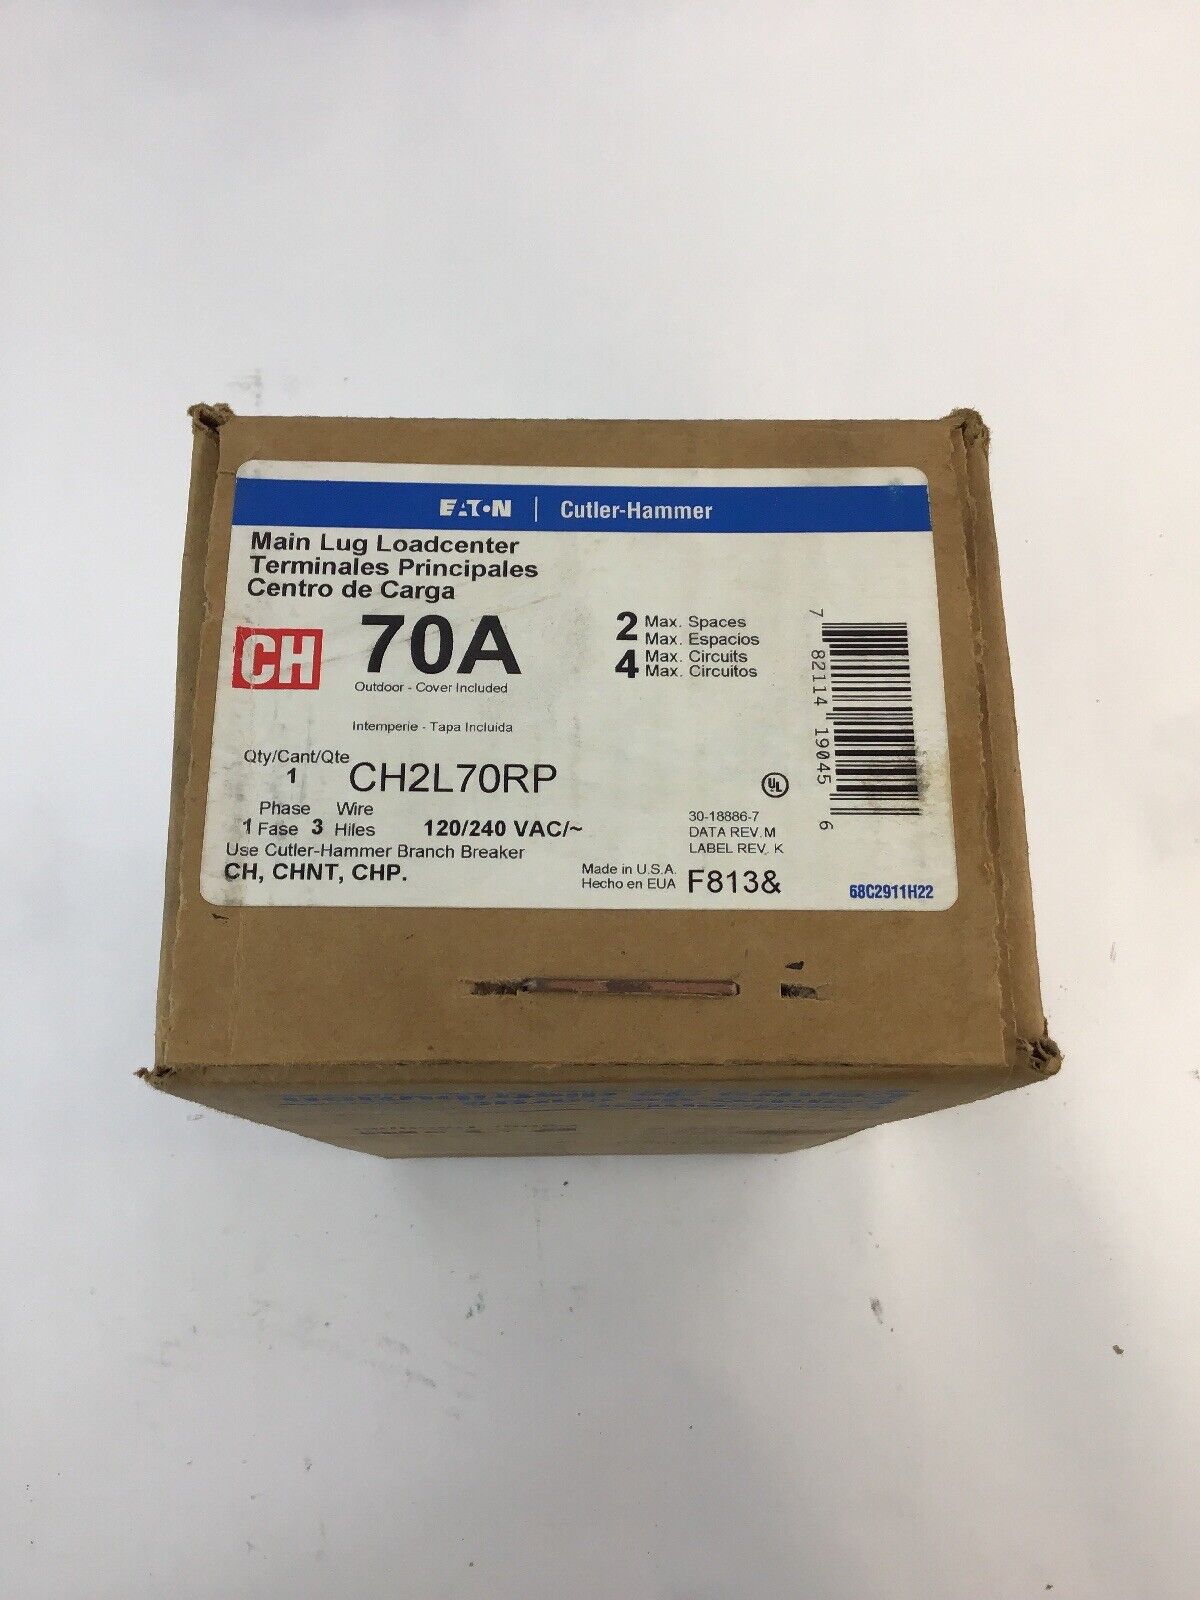 EATON | Cutler-Hammer
Main Lug Loadcenter
Terminales Principales
Centro de Carga
CH
70A
Outdoor - Cover Included
Intemperie - Tapa Incluida
2 Max. Spaces
Max. Espacios
4 Max. Circuits
Max. Circuitos
7 82114 19045 6
Qty/Cant/Qte
1
CH2L70RP
Phase Wire
1 Fase 3 Hiles
120/240 VAC/~
Use Cutler-Hammer Branch Breaker
CH, CHNT, CHP.
UL
30-18886-7
DATA REV. M
LABEL REV. K
Made in U.S.A.
Hecho en EUA
F813&
68C2911H22